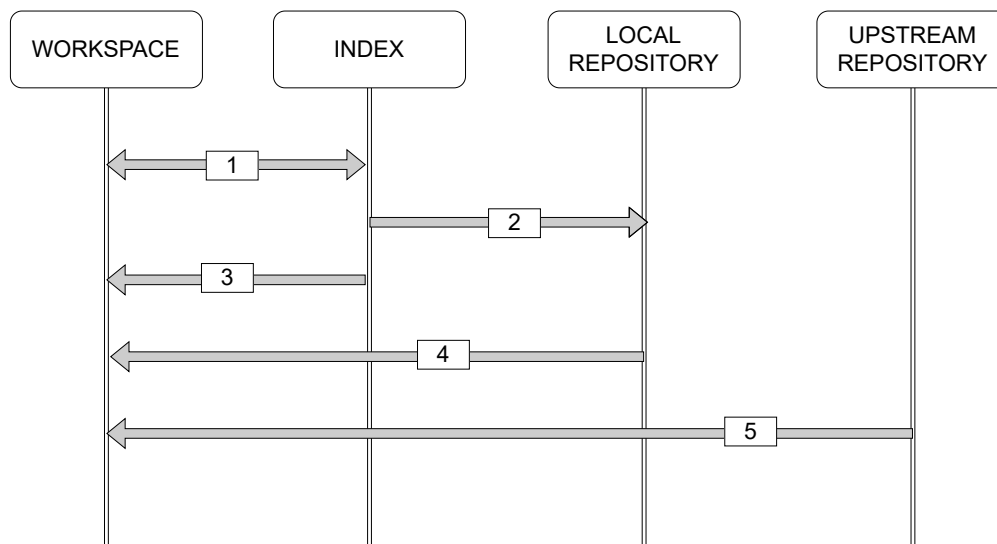 WORKSPACE
INDEX
LOCAL
REPOSITORY
UPSTREAM
REPOSITORY
1
2
3
4
5